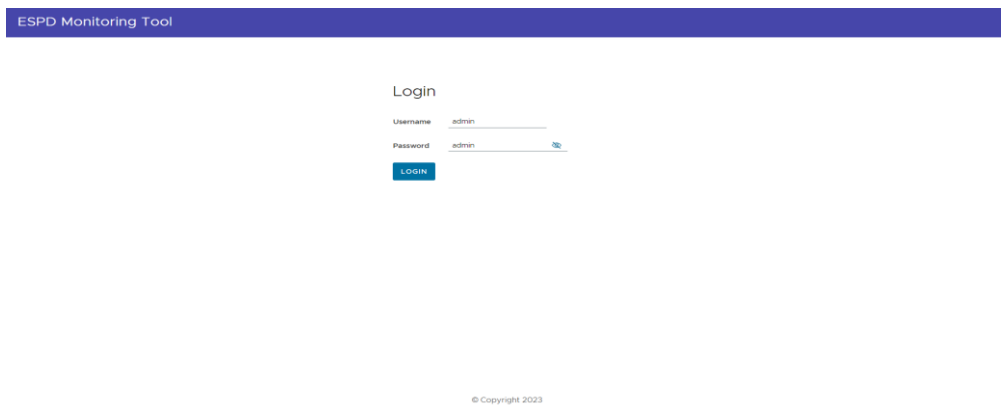 ESPD Monitoring Tool
Login
Username admin
Password admin
LOGIN
© Copyright 2023